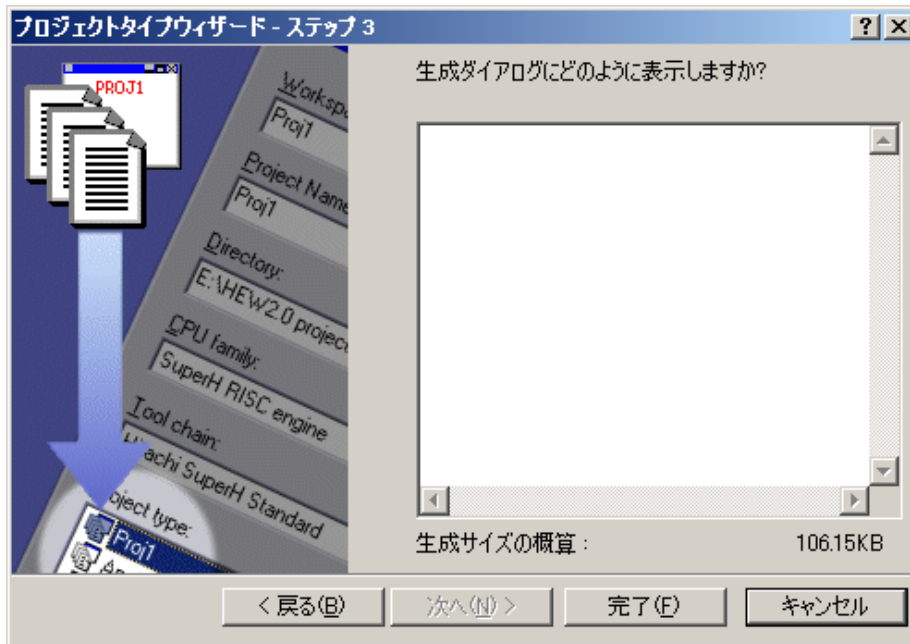 プロジェクトタイプウィザード - ステップ 3
PROJ1
Proj1
Project Name
Proj1
Directory:
E:\HEW2.0
CPU family:
SuperH RISC engine
Tool chain:
SuperH Standard
type:
Proj1
生成ダイアログにどのように表示しますか?
生成サイズの概算 :
106.15KB
< 戻る(B)
次へ(N) >
完了(F)
キャンセル